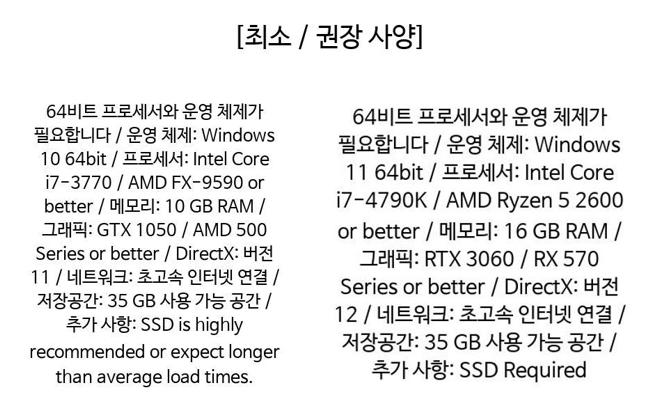 [최소 / 권장 사양]
64비트 프로세서와 운영 체제가
필요합니다 / 운영 체제: Windows
10 64bit / 프로세서: Intel Core
i7-3770 / AMD FX-9590 or
better / 메모리: 10 GB RAM /
그래픽: GTX 1050 / AMD 500
Series or better / DirectX: 버전
11 / 네트워크: 초고속 인터넷 연결 /
저장공간: 35 GB 사용 가능 공간 /
추가 사항: SSD is highly
recommended or expect longer
than average load times.
64비트 프로세서와 운영 체제가
필요합니다 / 운영 체제: Windows
11 64bit / 프로세서: Intel Core
i7-4790K / AMD Ryzen 5 2600
or better / 메모리: 16 GB RAM /
그래픽: RTX 3060 / RX 570
Series or better / DirectX: 버전
12 / 네트워크: 초고속 인터넷 연결 /
저장공간: 35 GB 사용 가능 공간 /
추가 사항: SSD Required